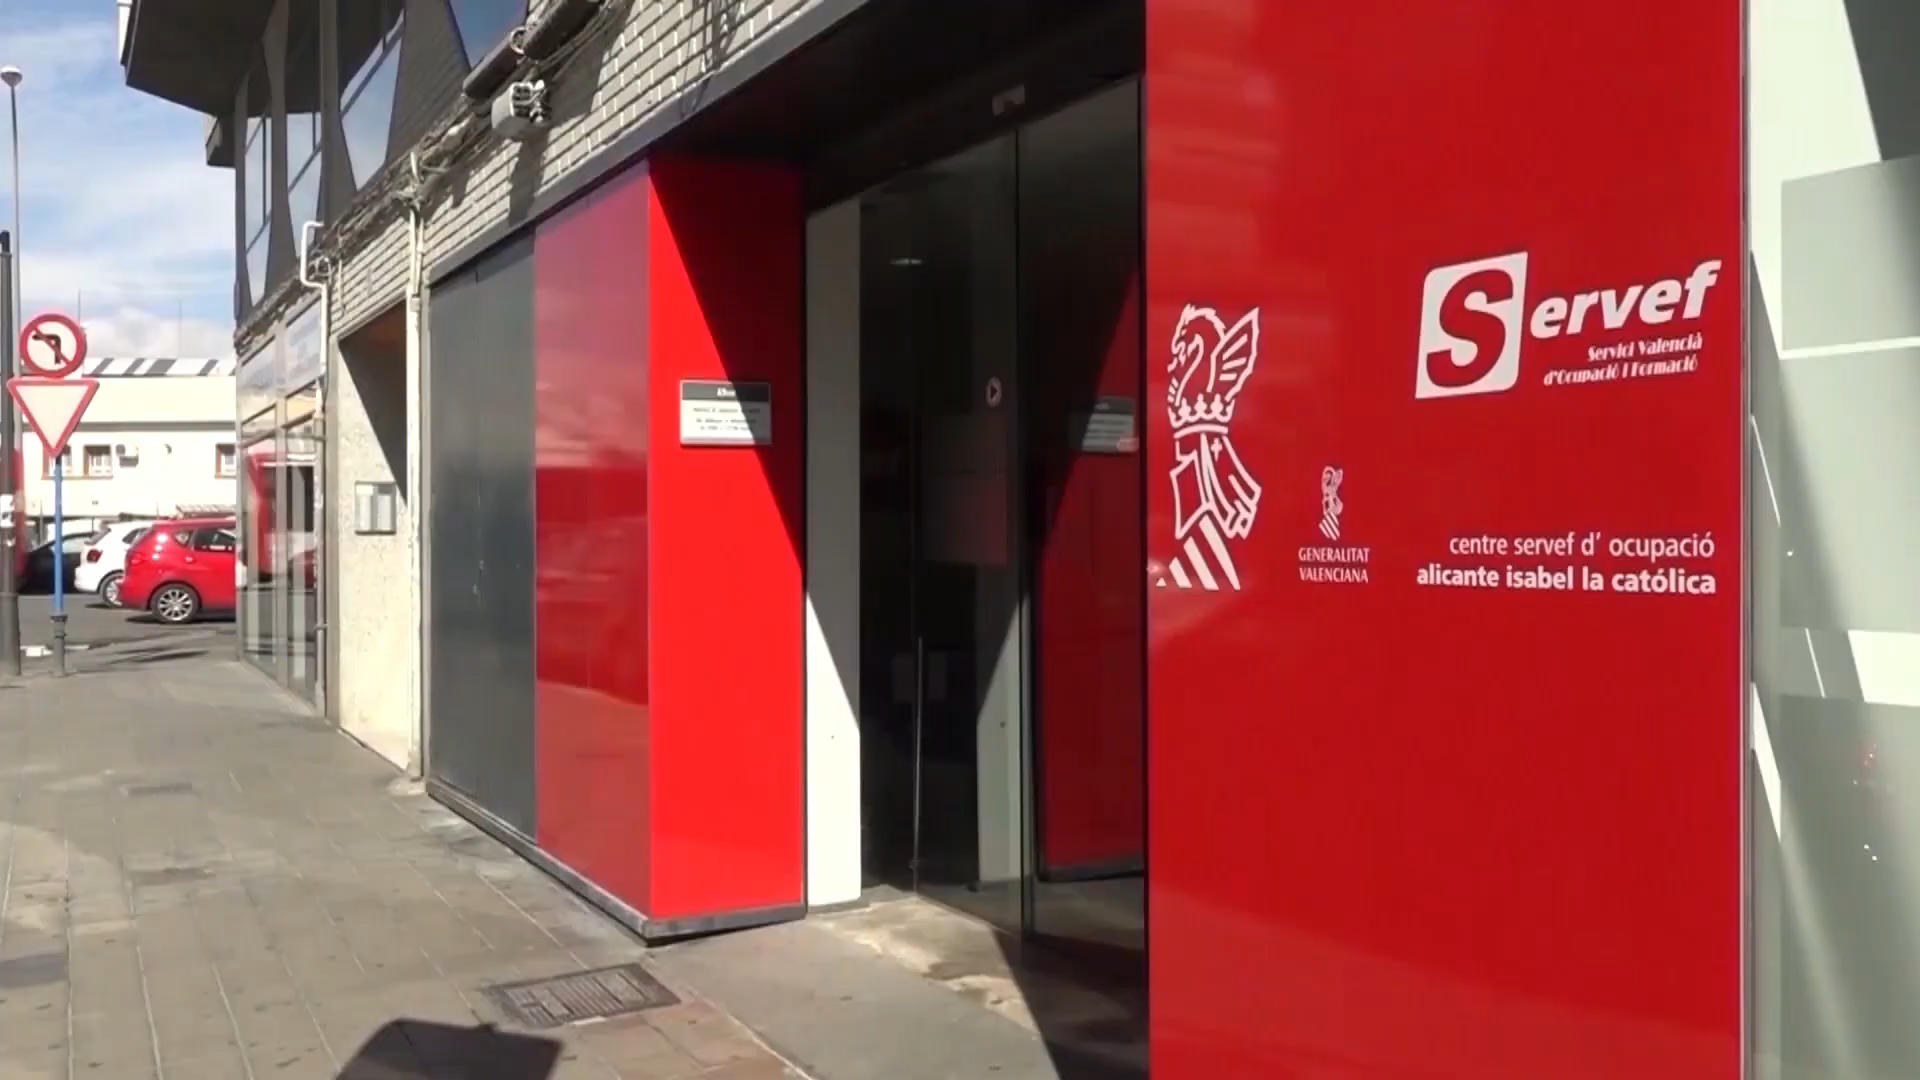 Servef
Servici Valencià
d'Ocupació i Formació
GENERALITAT
VALENCIANA
centre servef d' ocupació
alicante isabel la católica